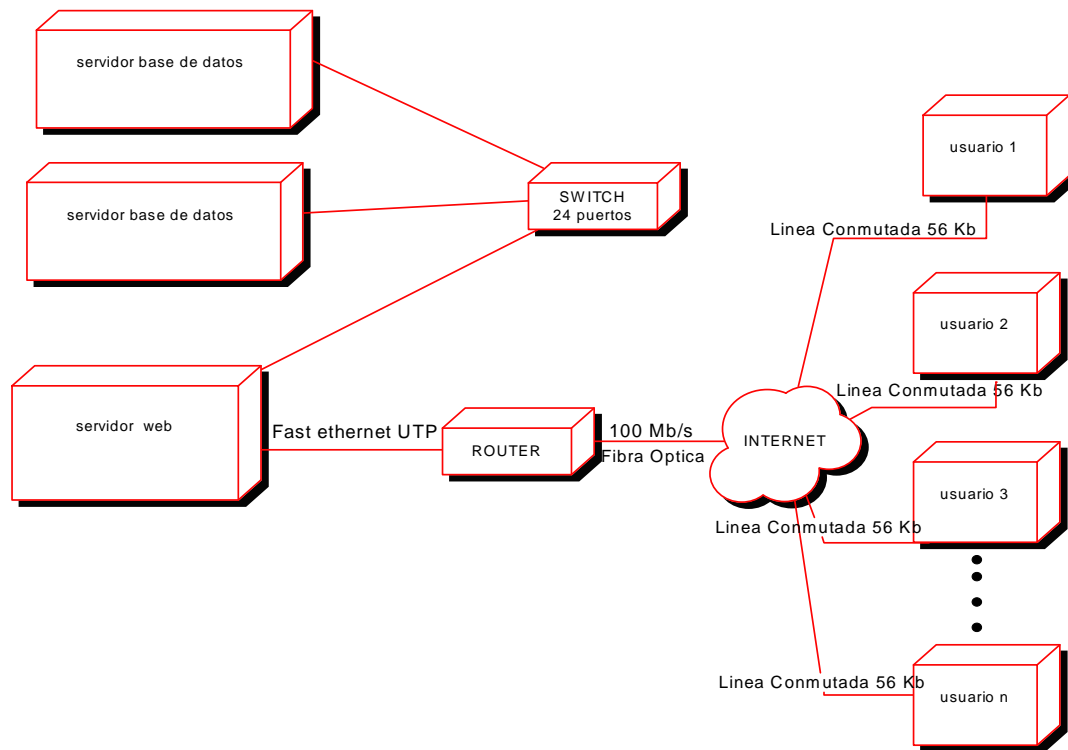 servidor base de datos
servidor base de datos
SWITCH
24 puertos
servidor web
Fast ethernet UTP
ROUTER
100 Mb/s
Fibra Optica
INTERNET
usuario 1
Linea Conmutada 56 Kb
usuario 2
Linea Conmutada 56 Kb
usuario 3
Linea Conmutada 56 Kb
usuario n
Linea Conmutada 56 Kb